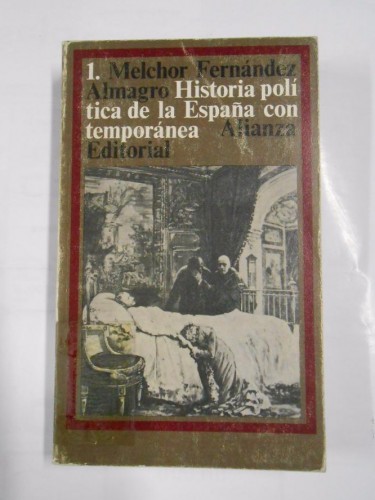 1. Melchor Fernández
Almagro Historia polí
tica de la España con
temporánea Alianza
Editorial